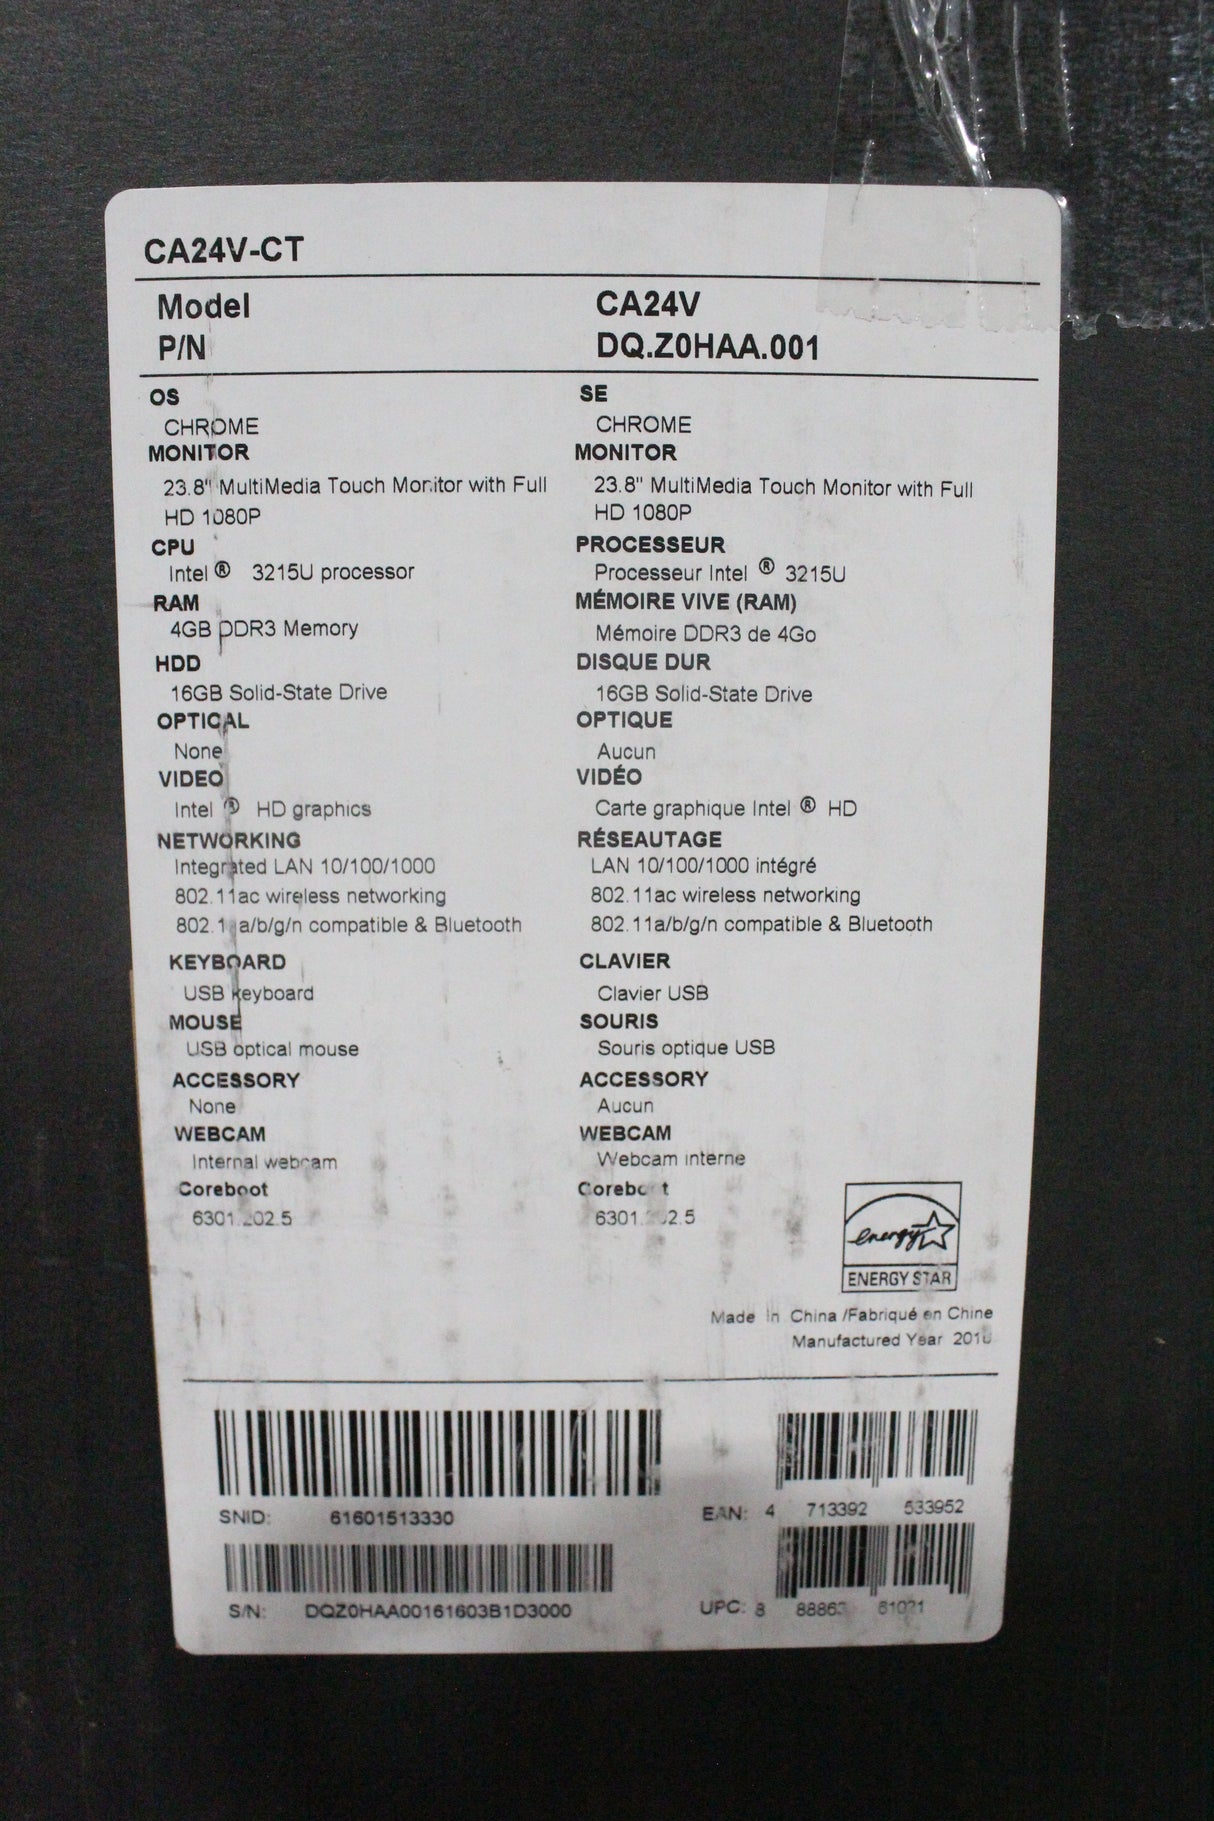 CA24V-CT
Model CA24V
P/N DQ.Z0HAA.001
OS
CHROME
MONITOR
23.8" MultiMedia Touch Monitor with Full
HD 1080P
CPU
Intel ® 3215U processor
RAM
4GB DDR3 Memory
HDD
16GB Solid-State Drive
OPTICAL
None
VIDEO
Intel ® HD graphics
NETWORKING
Integrated LAN 10/100/1000
802.11ac wireless networking
802.11a/b/g/n compatible & Bluetooth
KEYBOARD
USB keyboard
MOUSE
USB optical mouse
ACCESSORY
None
WEBCAM
Internal webcam
Coreboot
SE
CHROME
MONITOR
23.8" MultiMedia Touch Monitor with Full
HD 1080P
PROCESSEUR
Processeur Intel ® 3215U
MÉMOIRE VIVE (RAM)
Mémoire DDR3 de 4Go
DISQUE DUR
16GB Solid-State Drive
OPTIQUE
Aucun
VIDÉO
Carte graphique Intel ® HD
RÉSEAUTAGE
LAN 10/100/1000 intégré
802.11ac wireless networking
802.11a/b/g/n compatible & Bluetooth
CLAVIER
Clavier USB
SOURIS
Souris optique USB
ACCESSORY
Aucun
WEBCAM
Webcam interne
Coreboot
energy
ENERGY STAR
Made in China /Fabriqué en Chine
Manufactured Year
SNID: 61601513330
S/N: DQZ0HAA00161603B1D3000
EAN: 4 713392 533952
UPC: 8